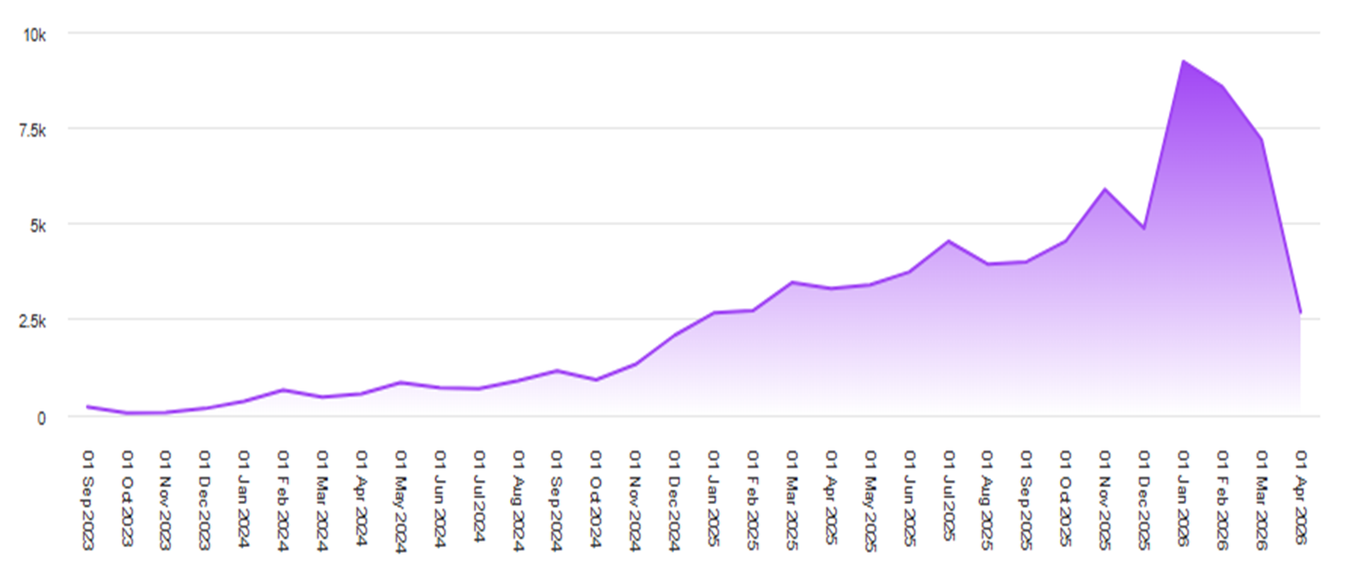 10k
7.5k
5k
2.5k
0
01 Sep 2023
01 Oct 2023
01 Nov 2023
01 Dec 2023
01 Jan 2024
01 Feb 2024
01 Mar 2024
01 Apr 2024
01 May 2024
01 Jun 2024
01 Jul 2024
01 Aug 2024
01 Sep 2024
01 Oct 2024
01 Nov 2024
01 Dec 2024
01 Jan 2025
01 Feb 2025
01 Mar 2025
01 Apr 2025
01 May 2025
01 Jun 2025
01 Jul 2025
01 Aug 2025
01 Sep 2025
01 Oct 2025
01 Nov 2025
01 Dec 2025
01 Jan 2026
01 Feb 2026
01 Mar 2026
01 Apr 2026